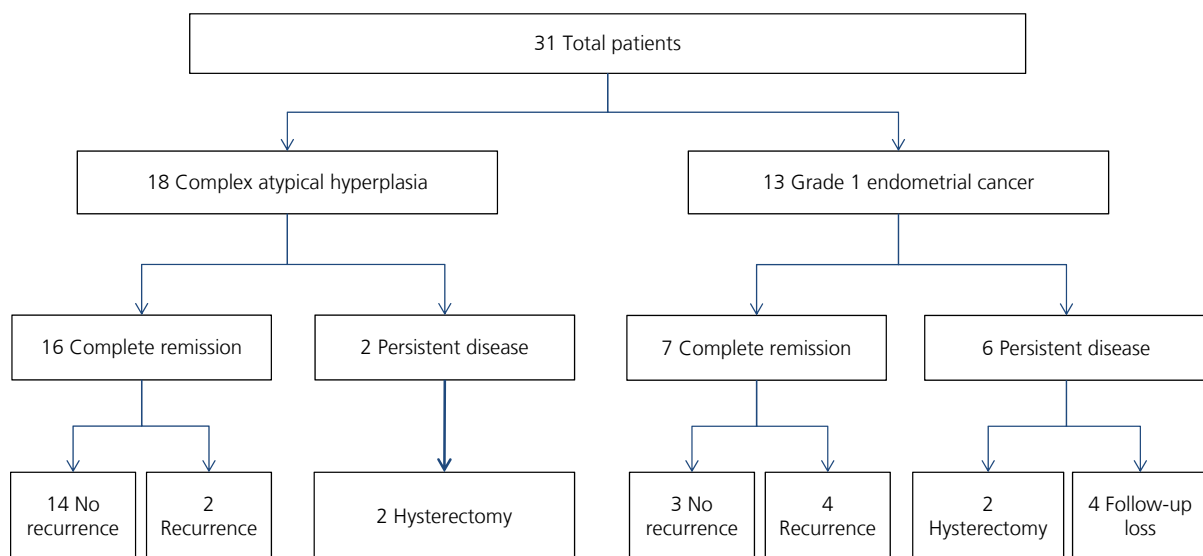 31 Total patients
18 Complex atypical hyperplasia
13 Grade 1 endometrial cancer
16 Complete remission
2 Persistent disease
7 Complete remission
6 Persistent disease
14 No
recurrence
2
Recurrence
2 Hysterectomy
3 No
recurrence
4
Recurrence
2
Hysterectomy
4 Follow-up
loss